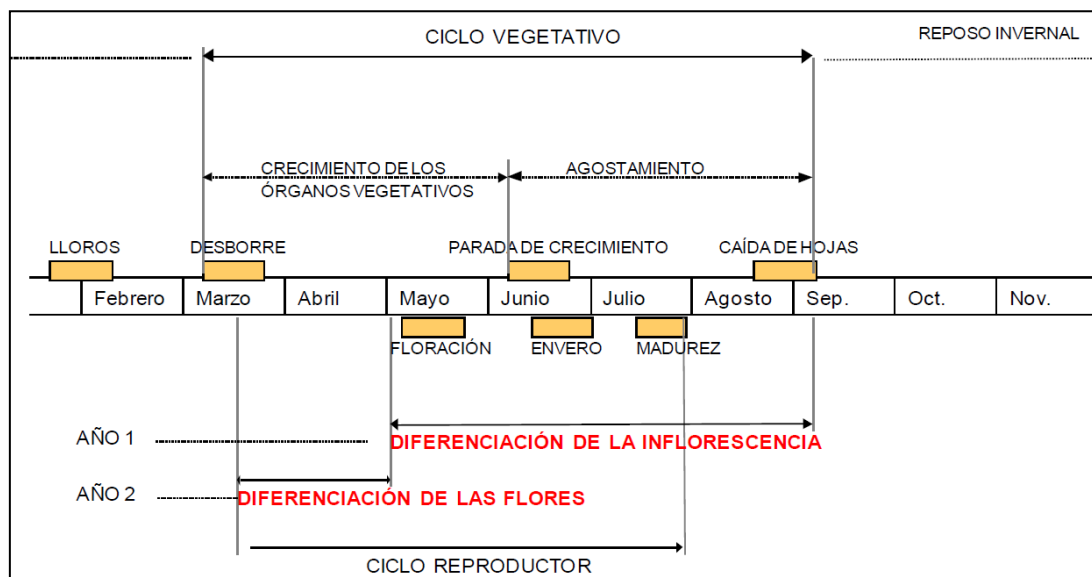 CICLO VEGETATIVO
REPOSO INVERNAL
CRECIMIENTO DE LOS
ÓRGANOS VEGETATIVOS
AGOSTAMIENTO
LLOROS
DESBORRE
PARADA DE CRECIMIENTO
CAÍDA DE HOJAS
Febrero Marzo Abril Mayo Junio Julio Agosto Sep. Oct. Nov.
FLORACIÓN ENVERO MADUREZ
AÑO 1
DIFERENCIACIÓN DE LA INFLORESCENCIA
AÑO 2
DIFERENCIACIÓN DE LAS FLORES
CICLO REPRODUCTOR